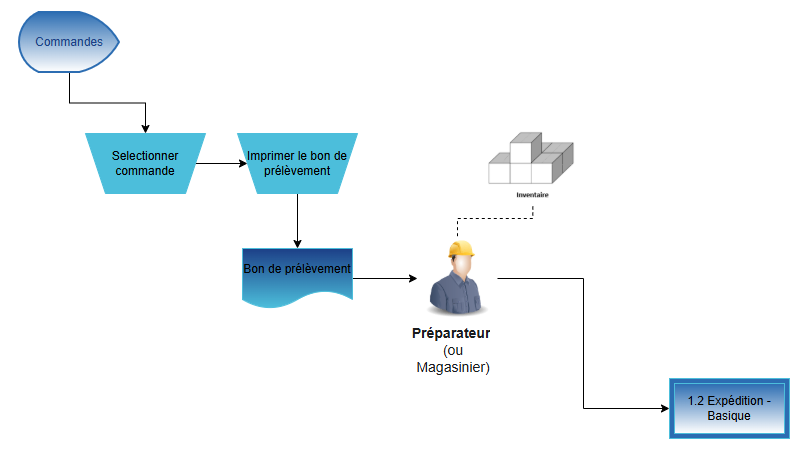 Commandes
Selectionner
commande
Imprimer le bon de
prélèvement
Inventaire
Bon de prélèvement
Préparateur
(ou
Magasinier)
1.2 Expédition -
Basique